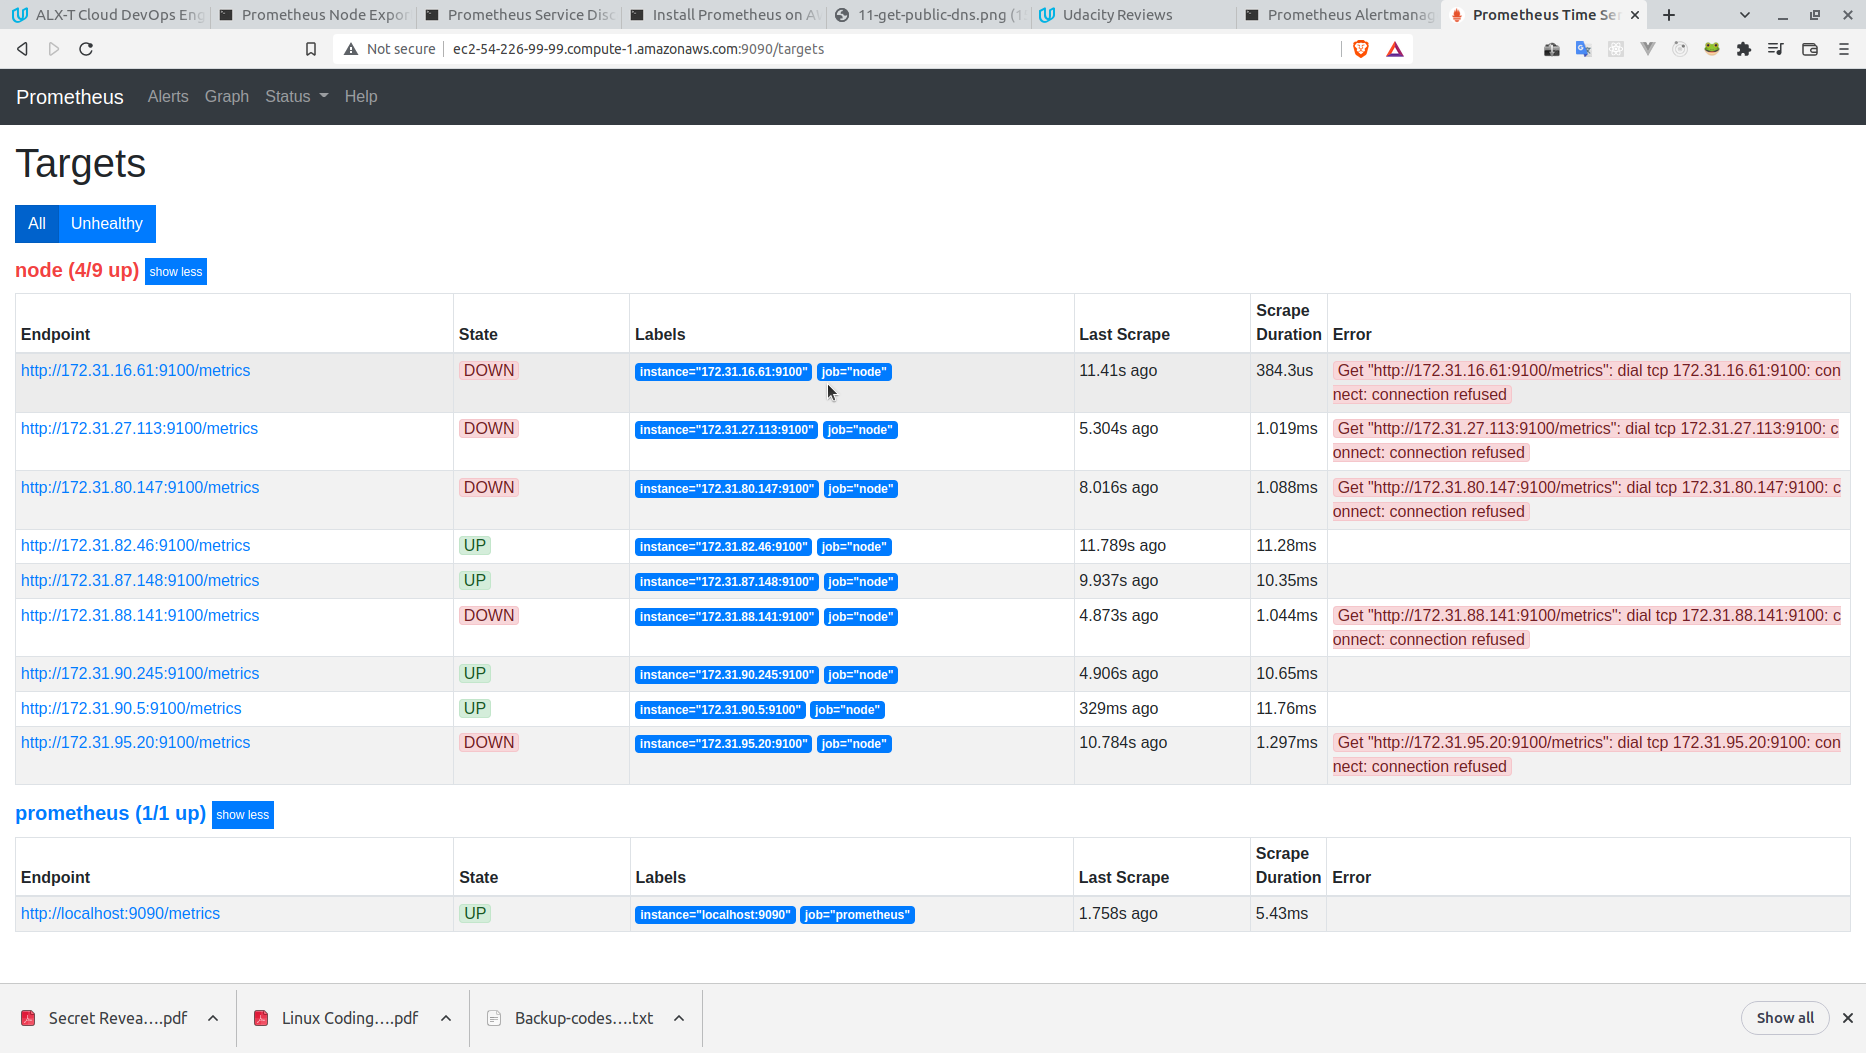 ALX-T Cloud DevOps Eng
Prometheus Node Expor
Prometheus Service Disc
Install Prometheus on AW
11-get-public-dns.png (1
Udacity Reviews
Prometheus Alertmanag
Prometheus Time Ser
Not secure
ec2-54-226-99-99.compute-1.amazonaws.com:9090/targets
Prometheus Alerts Graph Status Help
Targets
All Unhealthy
node (4/9 up) show less
Endpoint State Labels Last Scrape Scrape Duration Error
http://172.31.16.61:9100/metrics DOWN instance="172.31.16.61:9100" job="node" 11.41s ago 384.3us Get "http://172.31.16.61:9100/metrics": dial tcp 172.31.16.61:9100: con
nect: connection refused
http://172.31.27.113:9100/metrics DOWN instance="172.31.27.113:9100" job="node" 5.304s ago 1.019ms Get "http://172.31.27.113:9100/metrics": dial tcp 172.31.27.113:9100: c
onnect: connection refused
http://172.31.80.147:9100/metrics DOWN instance="172.31.80.147:9100" job="node" 8.016s ago 1.088ms Get "http://172.31.80.147:9100/metrics": dial tcp 172.31.80.147:9100: c
onnect: connection refused
http://172.31.82.46:9100/metrics UP instance="172.31.82.46:9100" job="node" 11.789s ago 11.28ms
http://172.31.87.148:9100/metrics UP instance="172.31.87.148:9100" job="node" 9.937s ago 10.35ms
http://172.31.88.141:9100/metrics DOWN instance="172.31.88.141:9100" job="node" 4.873s ago 1.044ms Get "http://172.31.88.141:9100/metrics": dial tcp 172.31.88.141:9100: c
onnect: connection refused
http://172.31.90.245:9100/metrics UP instance="172.31.90.245:9100" job="node" 4.906s ago 10.65ms
http://172.31.90.5:9100/metrics UP instance="172.31.90.5:9100" job="node" 329ms ago 11.76ms
http://172.31.95.20:9100/metrics DOWN instance="172.31.95.20:9100" job="node" 10.784s ago 1.297ms Get "http://172.31.95.20:9100/metrics": dial tcp 172.31.95.20:9100: con
nect: connection refused
prometheus (1/1 up) show less
Endpoint State Labels Last Scrape Scrape Duration Error
http://localhost:9090/metrics UP instance="localhost:9090" job="prometheus" 1.758s ago 5.43ms
Secret Revea....pdf
Linux Coding....pdf
Backup-codes....txt
Show all